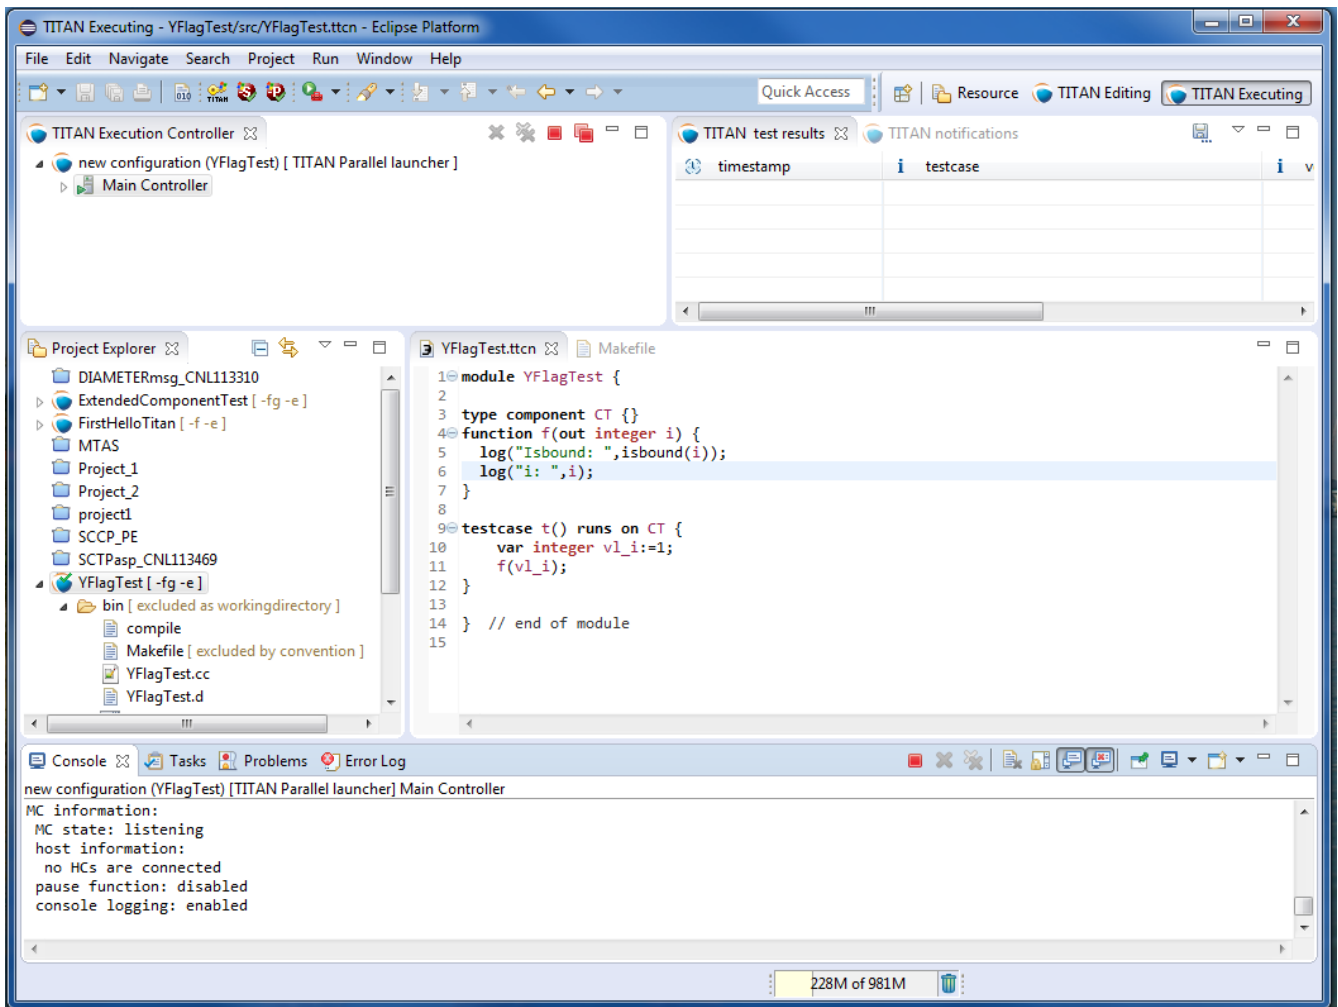 TITAN Executing - YFlagTest/src/YFlagTest.ttcn - Eclipse Platform
File Edit Navigate Search Project Run Window Help
010 TITAN Quick Access Resource TITAN Editing TITAN Executing
TITAN Execution Controller
new configuration (YFlagTest) [ TITAN Parallel launcher ]
Main Controller
TITAN test results TITAN notifications
timestamp i testcase i v
Project Explorer
DIAMETERmsg_CNL113310
ExtendedComponentTest [ -fg -e ]
FirstHelloTitan [ -f -e ]
MTAS
Project_1
Project_2
project1
SCCP_PE
SCTPasp_CNL113469
YFlagTest [ -fg -e ]
bin [ excluded as workingdirectory ]
compile
Makefile [ excluded by convention ]
YFlagTest.cc
YFlagTest.d
YFlagTest.ttcn Makefile
1 module YFlagTest {
2
3 type component CT {}
4 function f(out integer i) {
5 log("Isbound: ",isbound(i));
6 log("i: ",i);
7 }
8
9 testcase t() runs on CT {
10 var integer vl_i:=1;
11 f(vl_i);
12 }
13
14 } // end of module
15
Console Tasks Problems Error Log
new configuration (YFlagTest) [TITAN Parallel launcher] Main Controller
MC information:
MC state: listening
host information:
no HCs are connected
pause function: disabled
console logging: enabled
228M of 981M